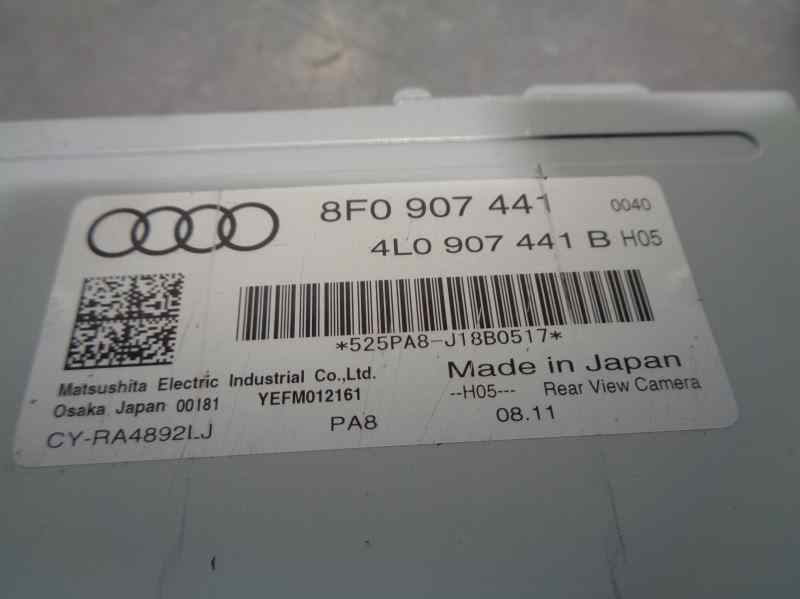 8F0 907 441 0040
4L0 907 441 B H05
*525PA8-J18B0517*
Matsushita Electric Industrial Co.,Ltd.
Osaka, Japan 00181 YEFM012161
Made in Japan
--H05--- Rear View Camera
CY-RA4892LJ PA8 08.11